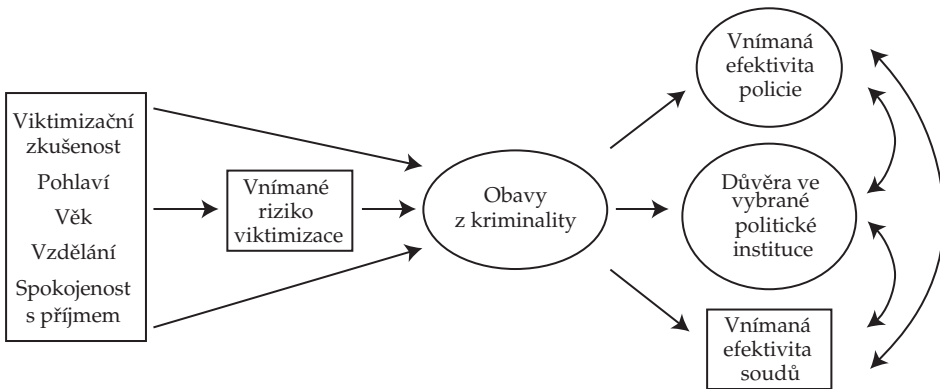 Viktimizační
zkušenost
Pohlaví
Věk
Vzdělání
Spokojenost
s příjmem
Vnímané
riziko
viktimizace
Obavy
z kriminality
Vnímaná
efektivita
policie
Důvěra ve
vybrané
politické
instituce
Vnímaná
efektivita
soudů